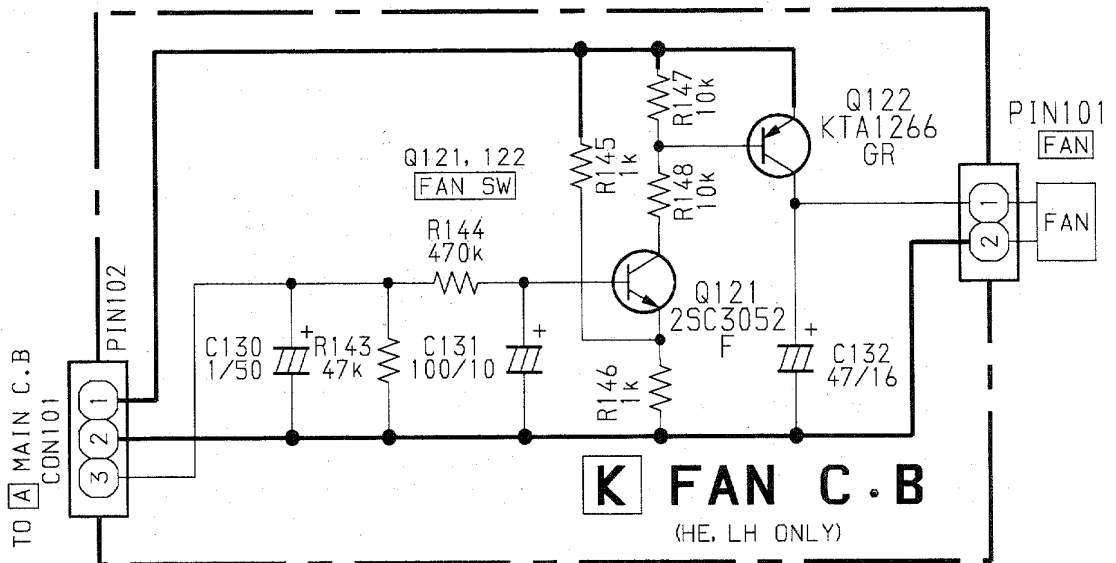 Q122
KTA1266
GR
PIN101
FAN
FAN
1
2
R147
10k
R145
1k
R148
10k
Q121, 122
FAN SW
R144
470k
Q121
2SC3052
F
PIN102
C130
1/50
R143
47k
C131
100/10
R146
1k
C132
47/16
TO A MAIN C.B
CON101
1
2
3
K FAN C.B
(HE, LH ONLY)